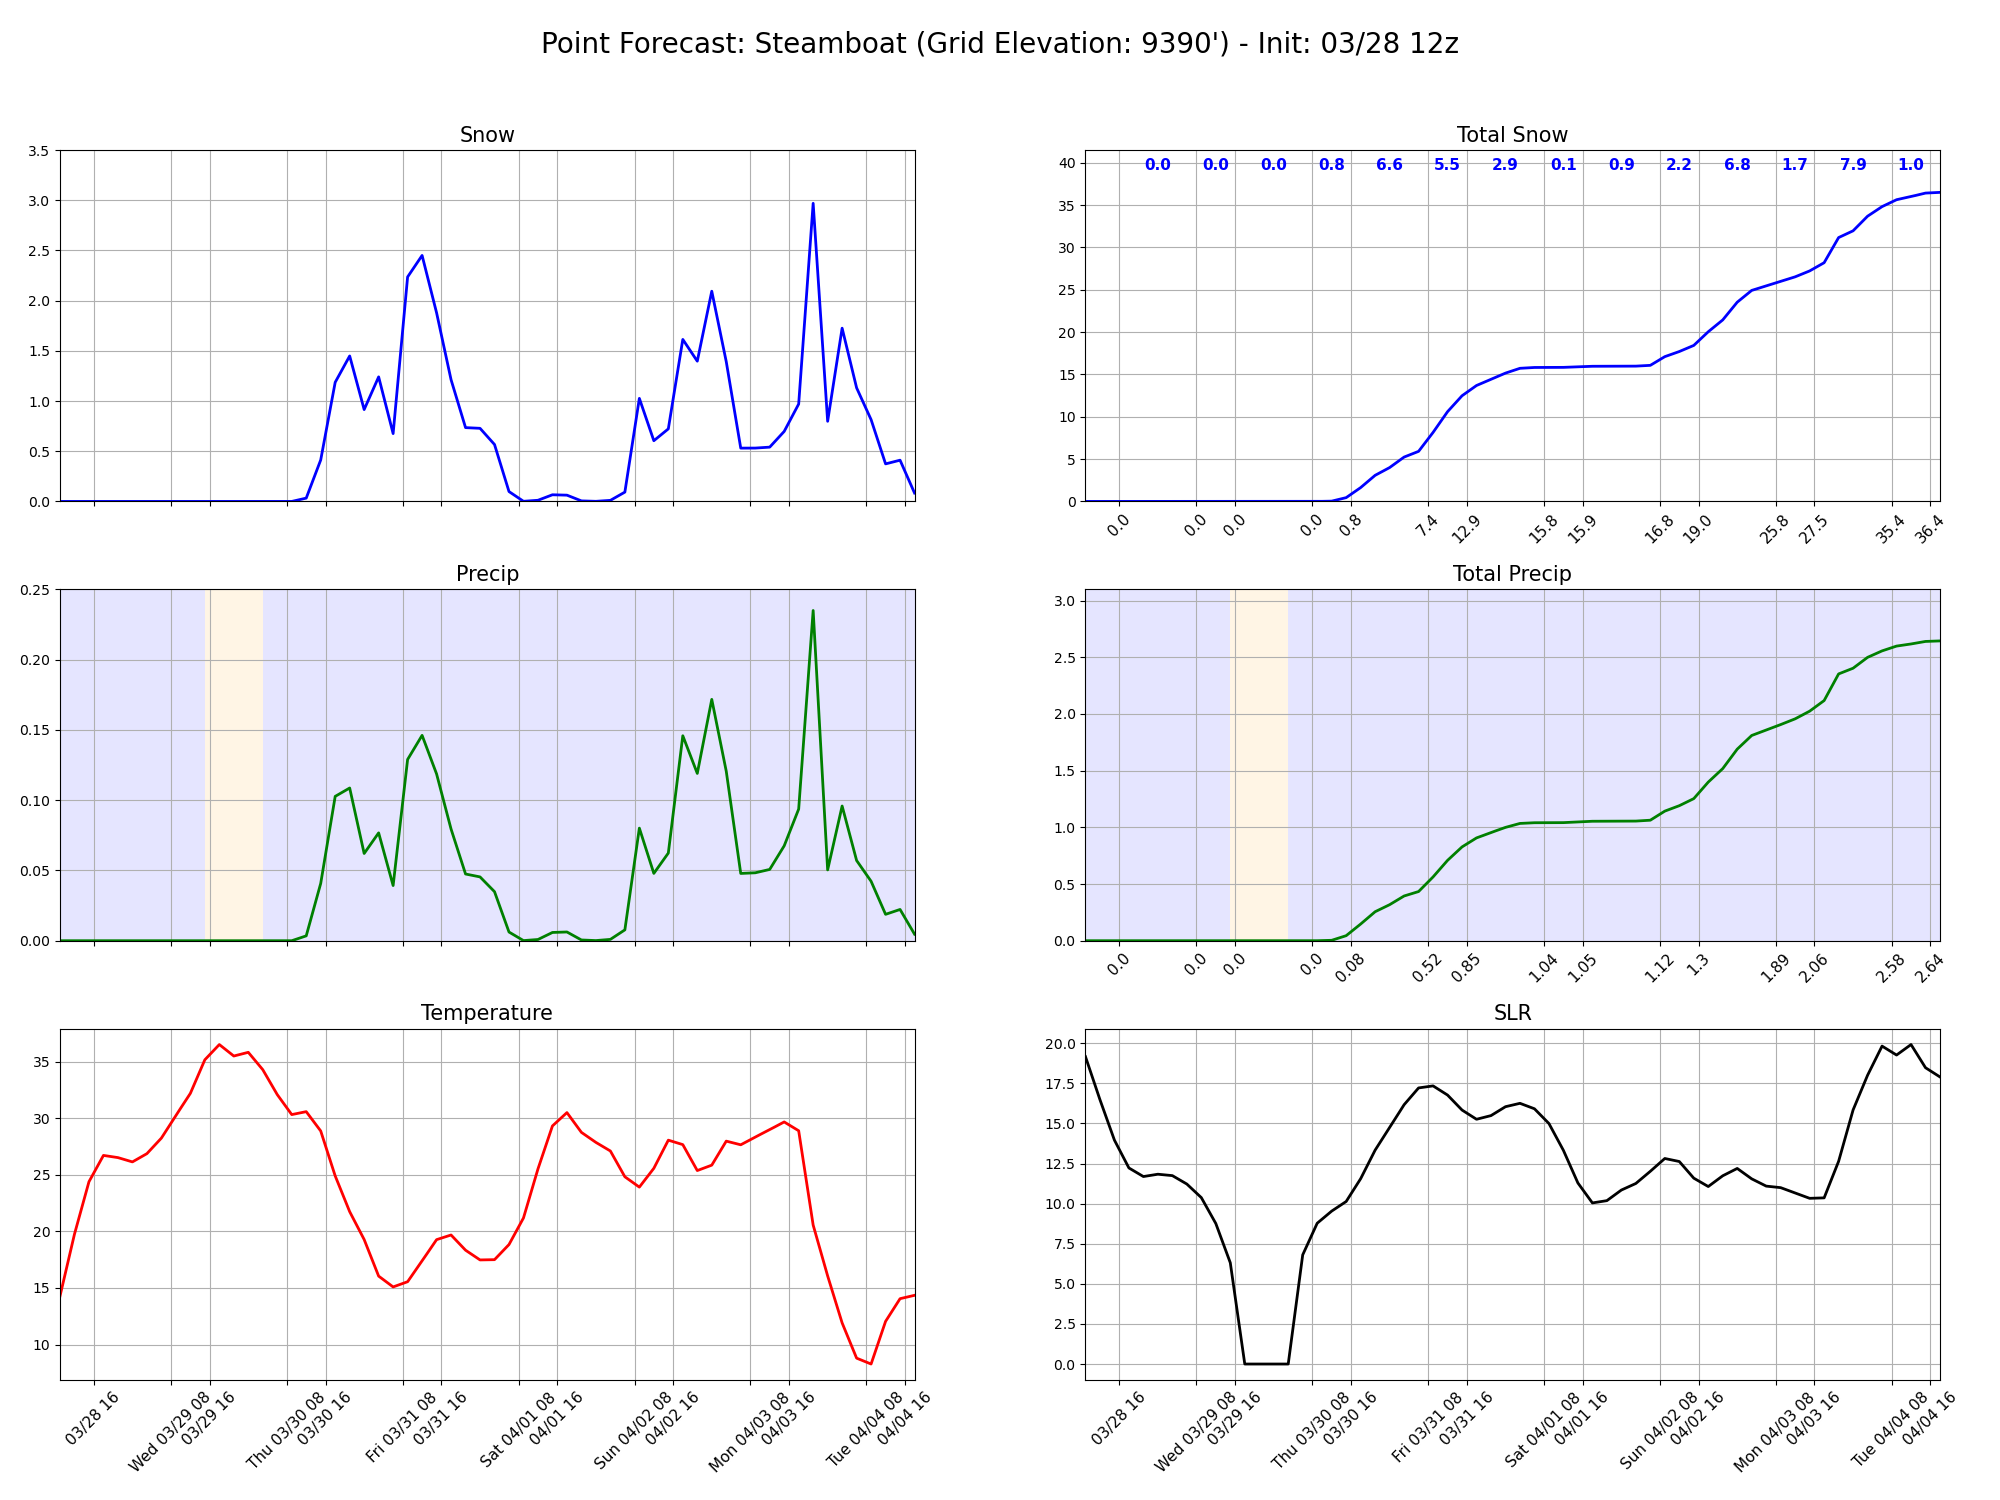 Point Forecast: Steamboat (Grid Elevation: 9390') - Init: 03/28 12z
Snow
3.5
3.0
2.5
2.0
1.5
1.0
0.5
0.0
Total Snow
0.0 0.0 0.0 0.8 6.6 5.5 2.9 0.1 0.9 2.2 6.8 1.7 7.9 1.0
40
35
30
25
20
15
10
5
0
0.0 0.0 0.0 0.0 0.8 7.4 12.9 15.8 15.9 16.8 19.0 25.8 27.5 35.4 36.4
Precip
0.25
0.20
0.15
0.10
0.05
0.00
Total Precip
3.0
2.5
2.0
1.5
1.0
0.5
0.0
0.0 0.0 0.0 0.0 0.08 0.52 0.85 1.04 1.05 1.12 1.3 1.89 2.06 2.58 2.64
Temperature
35
30
25
20
15
10
03/28 16
Wed 03/29 08
03/29 16
Thu 03/30 08
03/30 16
Fri 03/31 08
03/31 16
Sat 04/01 08
04/01 16
Sun 04/02 08
04/02 16
Mon 04/03 08
04/03 16
Tue 04/04 08
04/04 16
SLR
20.0
17.5
15.0
12.5
10.0
7.5
5.0
2.5
0.0
03/28 16
Wed 03/29 08
03/29 16
Thu 03/30 08
03/30 16
Fri 03/31 08
03/31 16
Sat 04/01 08
04/01 16
Sun 04/02 08
04/02 16
Mon 04/03 08
04/03 16
Tue 04/04 08
04/04 16